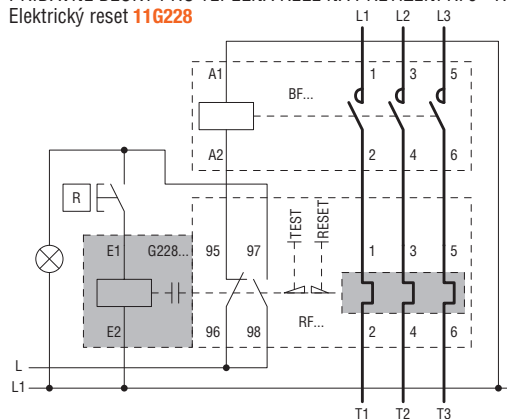 Elektrický reset 11G228
L1 L2 L3
A1 1 3 5
BF...
A2 2 4 6
R
TEST
RESET
E1 G228... 95 97 1 3 5
E2 96 98 RF... 2 4 6
L
L1
T1 T2 T3